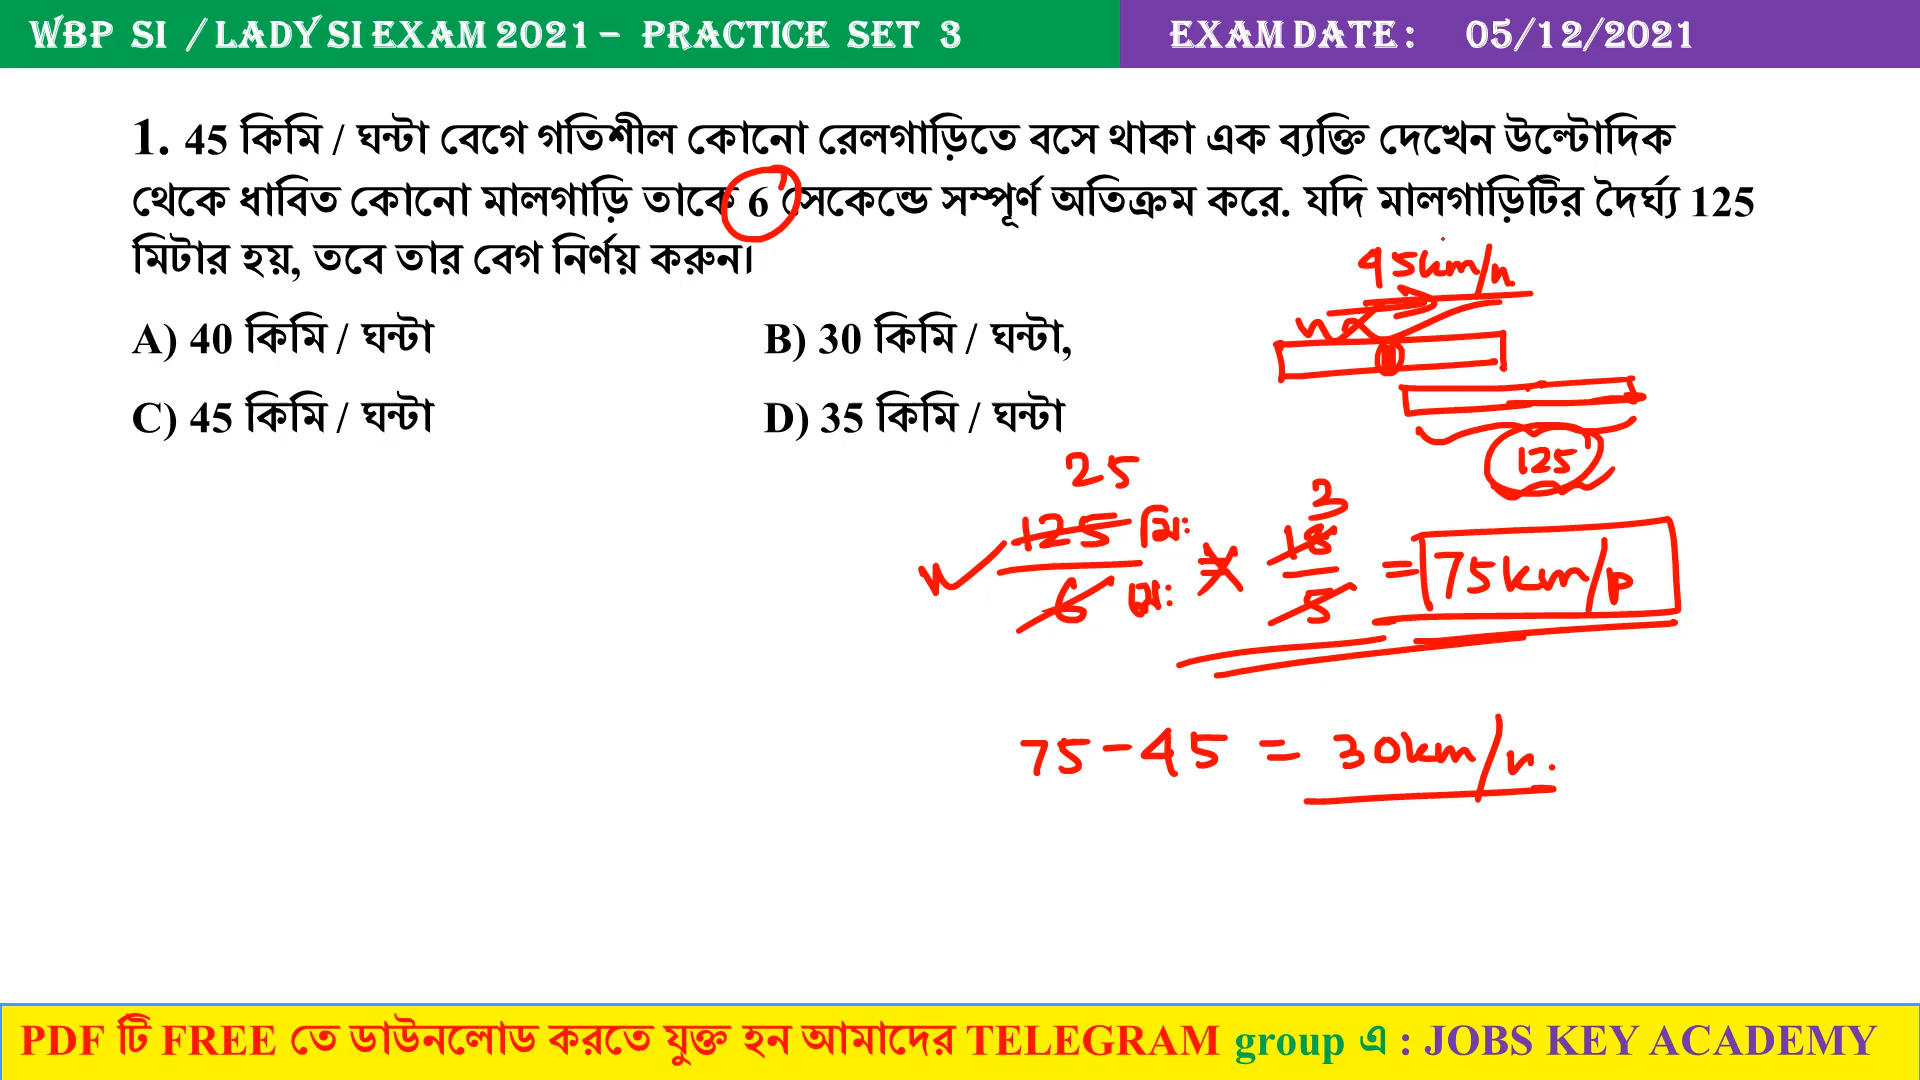 WBP SI / LADY SI EXAM 2021 – PRACTICE SET 3
EXAM DATE : 05/12/2021
1. 45 কিমি / ঘন্টা বেগে গতিশীল কোনো রেলগাড়িতে বসে থাকা এক ব্যক্তি দেখেন উল্টোদিক
থেকে ধাবিত কোনো মালগাড়ি তাকে 6 সেকেন্ডে সম্পূর্ণ অতিক্রম করে. যদি মালগাড়িটির দৈর্ঘ্য 125
মিটার হয়, তবে তার বেগ নির্ণয় করুন।
45km/h
A) 40 কিমি / ঘন্টা
B) 30 কিমি / ঘন্টা,
C) 45 কিমি / ঘন্টা
D) 35 কিমি / ঘন্টা
125
25
3
125 মি: 18
6 সে: × 5 = 75km/p
75 - 45 = 30km/h.
PDF টি FREE তে ডাউনলোড করতে যুক্ত হন আমাদের TELEGRAM group এ : JOBS KEY ACADEMY